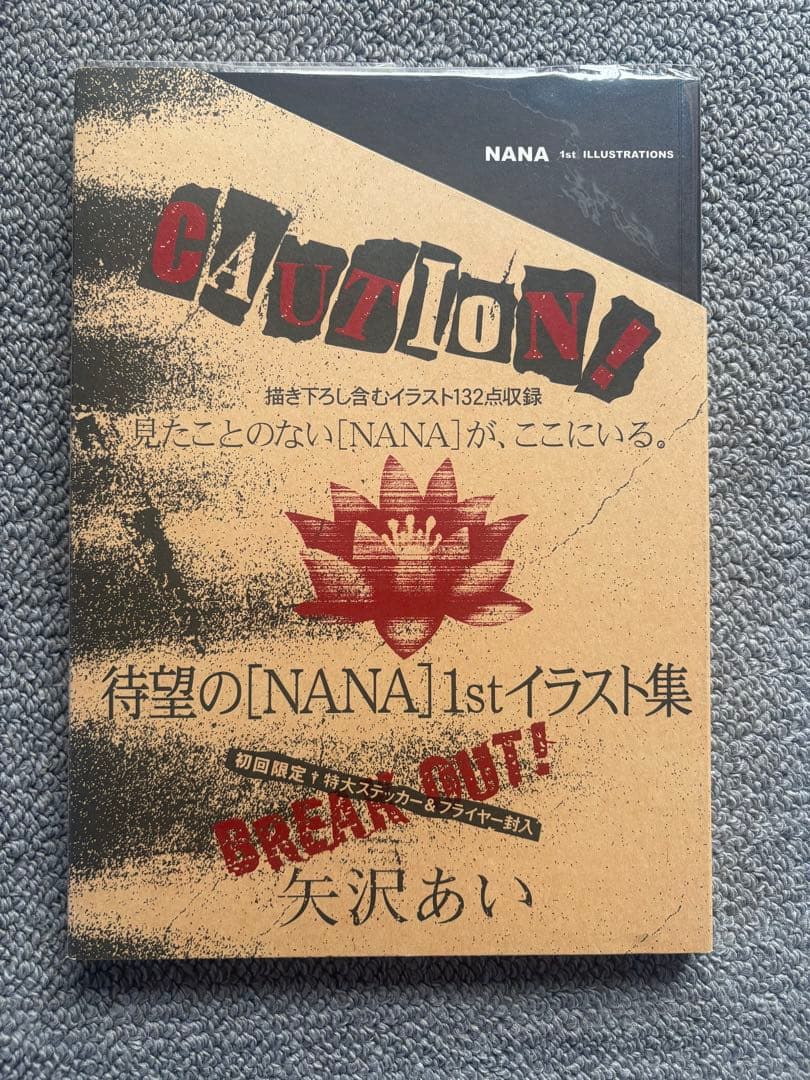 NANA 1st ILLUSTRATIONS
CAUTION!
描き下ろし含むイラスト132点収録
見たことのない[NANA]が、ここにいる。
待望の[NANA]1stイラスト集
BREAK OUT!
初回限定†特大ステッカー&フライヤー封入
矢沢あい